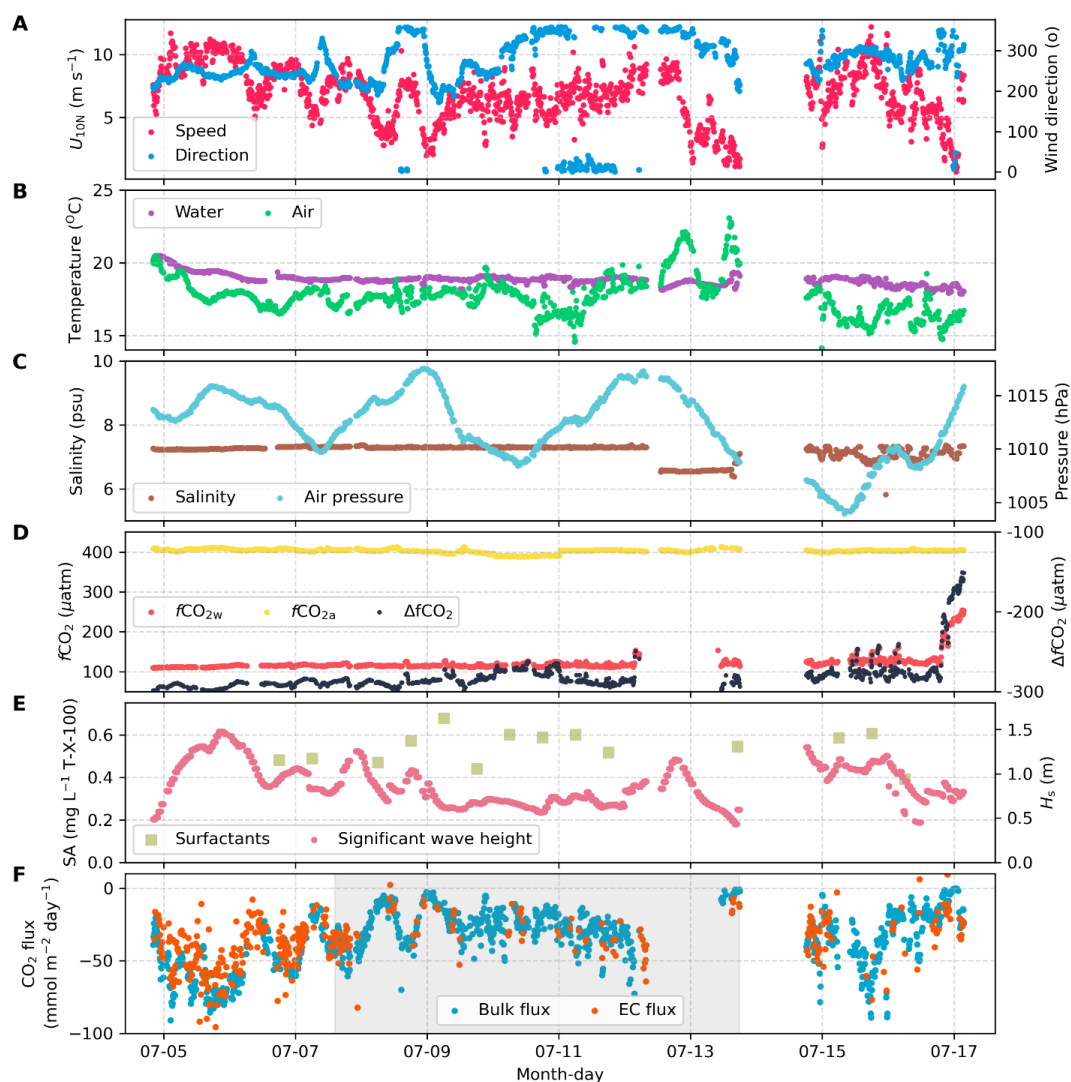 A
10
5
U10N (m s−1)
300
200
100
0
Wind direction (o)
Speed
Direction
B
25
20
15
Temperature (OC)
Water
Air
C
10
8
6
Salinity (psu)
1015
1010
1005
Pressure (hPa)
Salinity
Air pressure
D
400
300
200
100
fCO2 (μatm)
-100
-200
-300
ΔfCO2 (μatm)
fCO2w
fCO2a
ΔfCO2
E
0.6
0.4
0.2
0.0
SA (mg L−1 T-X-100)
1.5
1.0
0.5
0.0
Hs (m)
Surfactants
Significant wave height
F
0
−50
−100
CO2 flux
(mmol m−2 day−1)
Bulk flux
EC flux
07-05
07-07
07-09
07-11
07-13
07-15
07-17
Month-day